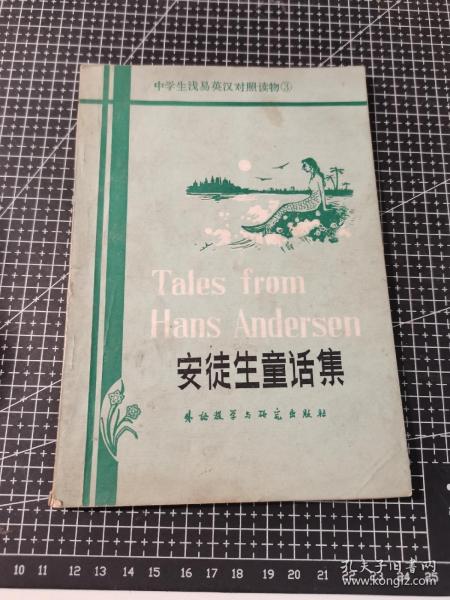 中学生浅易英汉对照读物③
Tales from
Hans Andersen
安徒生童话集
外语教学与研究出版社
10 11 12 13 14 15 16 17 18 19 20 21
孔夫子旧书网
www.kongfz.com